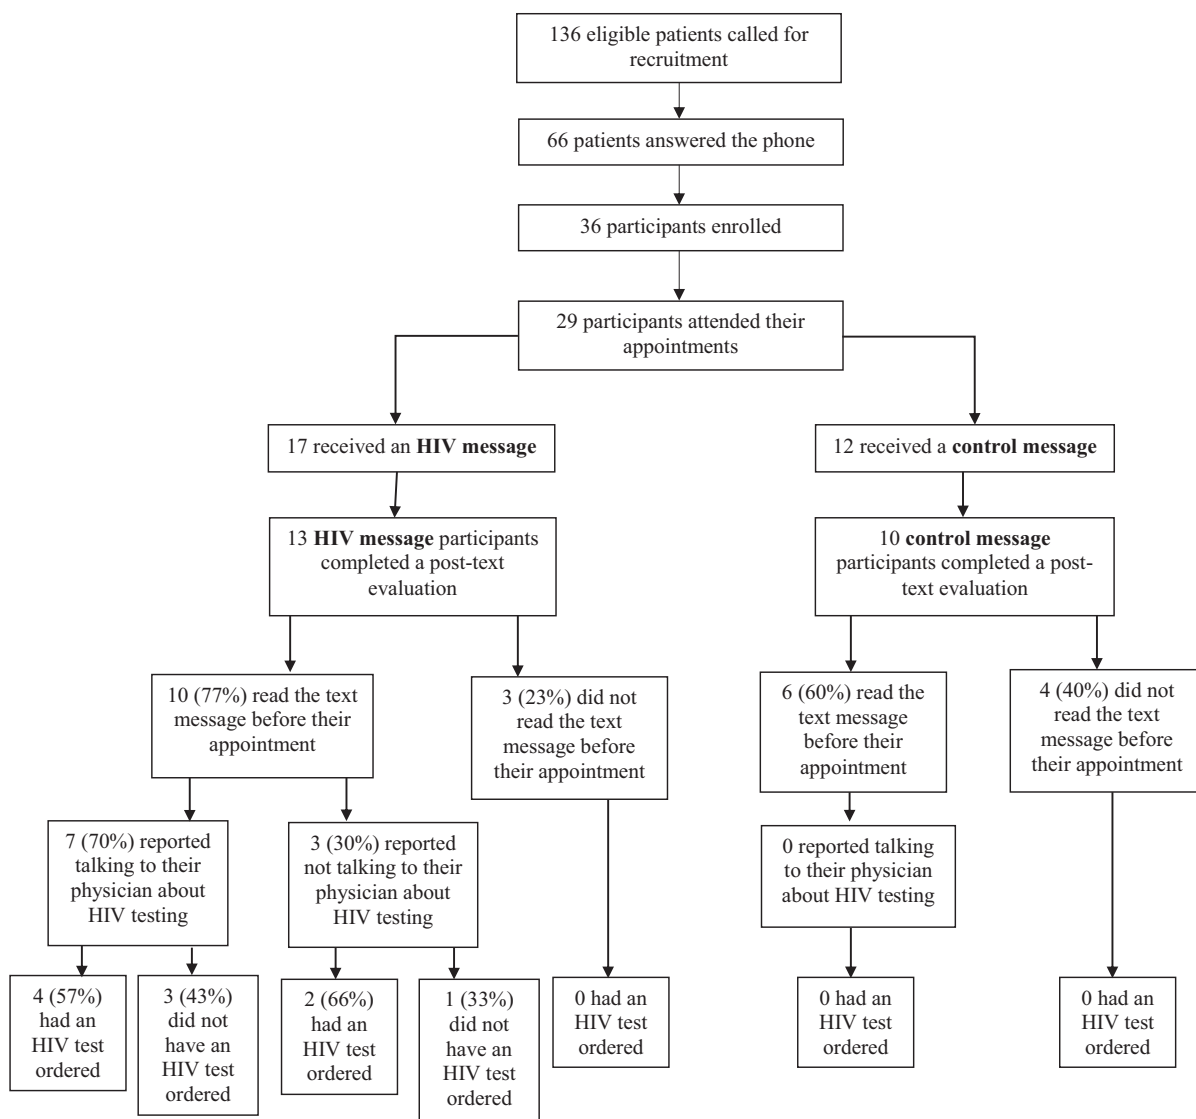 136 eligible patients called for
recruitment
66 patients answered the phone
36 participants enrolled
29 participants attended their
appointments
17 received an HIV message
12 received a control message
13 HIV message participants
completed a post-text
evaluation
10 control message
participants completed a post-
text evaluation
10 (77%) read the text
message before their
appointment
3 (23%) did not
read the text
message before
their appointment
6 (60%) read the
text message
before their
appointment
4 (40%) did not
read the text
message before
their appointment
7 (70%) reported
talking to their
physician about
HIV testing
3 (30%) reported
not talking to their
physician about
HIV testing
0 reported talking
to their physician
about HIV testing
4 (57%)
had an
HIV test
ordered
3 (43%)
did not
have an
HIV test
ordered
2 (66%)
had an
HIV test
ordered
1 (33%)
did not
have an
HIV test
ordered
0 had an
HIV test
ordered
0 had an
HIV test
ordered
0 had an
HIV test
ordered